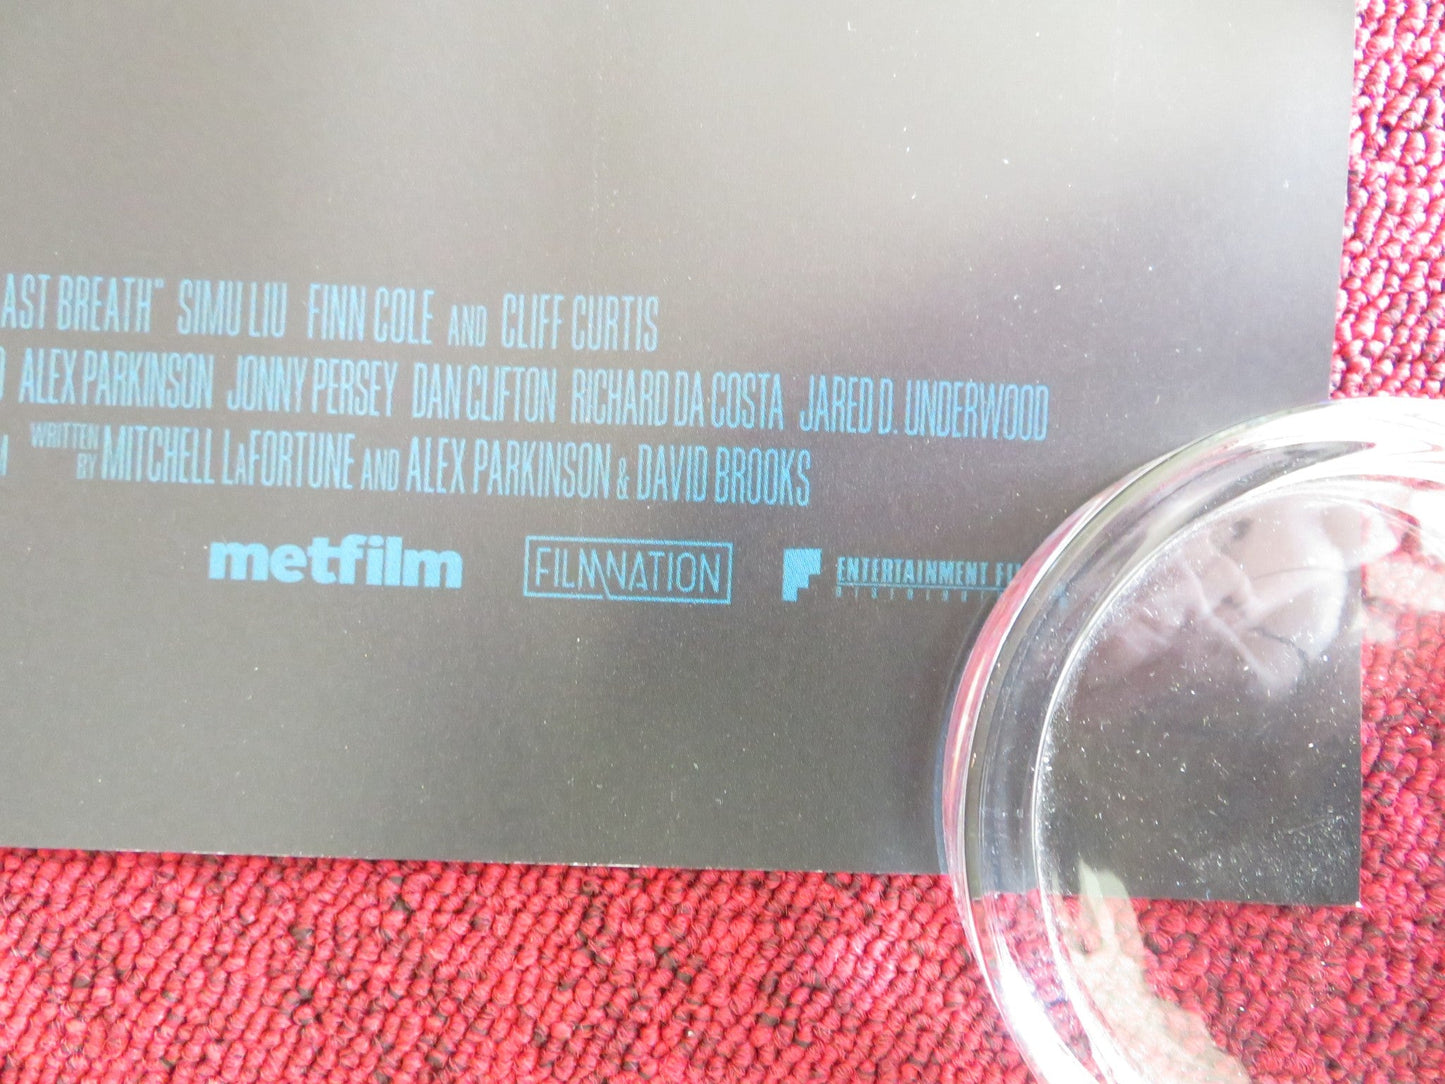 AST BREATH" SIMU LIU FINN COLE AND CLIFF CURTIS
ALEX PARKINSON JONNY PERSEY DAN CLIFTON RICHARD DA COSTA JARED D. UNDERWOOD
WRITTEN BY MITCHELL LaFORTUNE AND ALEX PARKINSON & DAVID BROOKS
metfilm FILMNATION ENTERTAINMENT